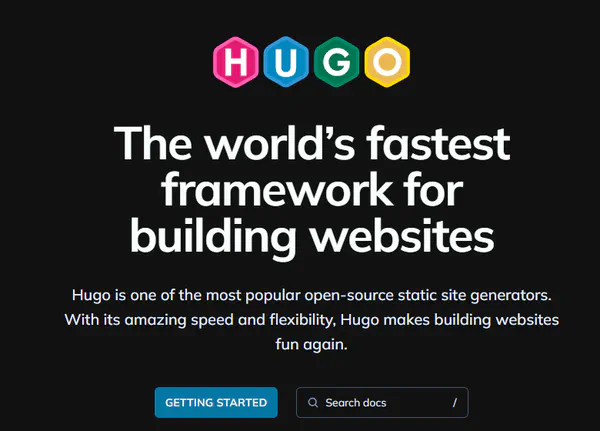 HUGO
The world’s fastest
framework for
building websites
Hugo is one of the most popular open-source static site generators.
With its amazing speed and flexibility, Hugo makes building websites
fun again.
GETTING STARTED
Search docs /